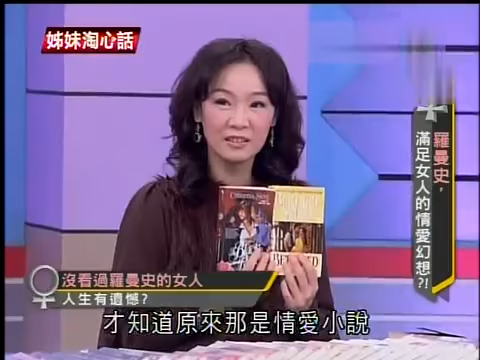 姊妹淘心話
羅曼史,
滿足女人的情愛幻想?!
沒看過羅曼史的女人
人生有遺憾?
才知道原來那是情愛小說